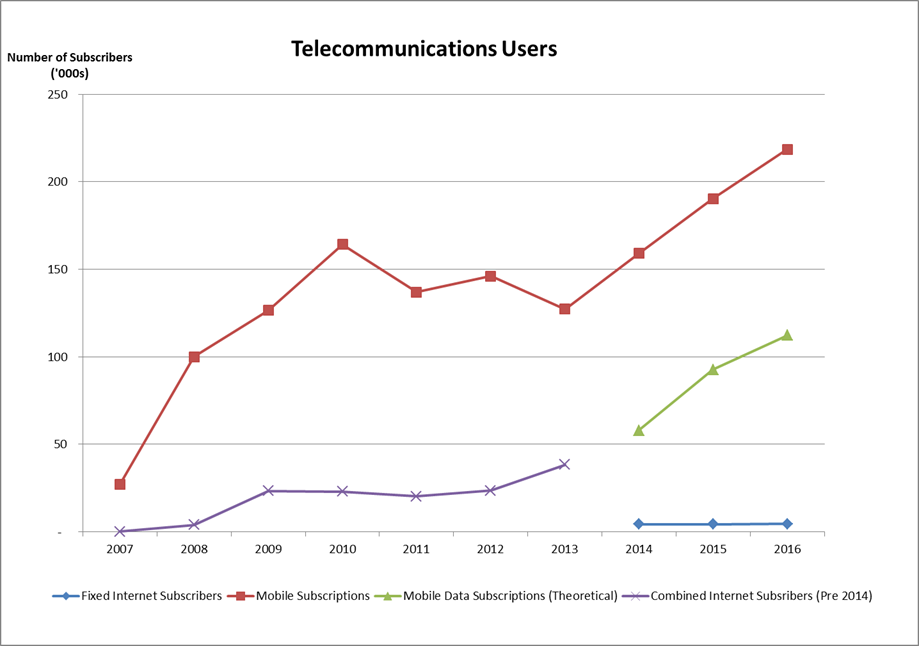 Telecommunications Users
Number of Subscribers
('000s)
250
200
150
100
50
-
2007 2008 2009 2010 2011 2012 2013 2014 2015 2016
Fixed Internet Subscribers Mobile Subscriptions Mobile Data Subscriptions (Theoretical) Combined Internet Subsribers (Pre 2014)